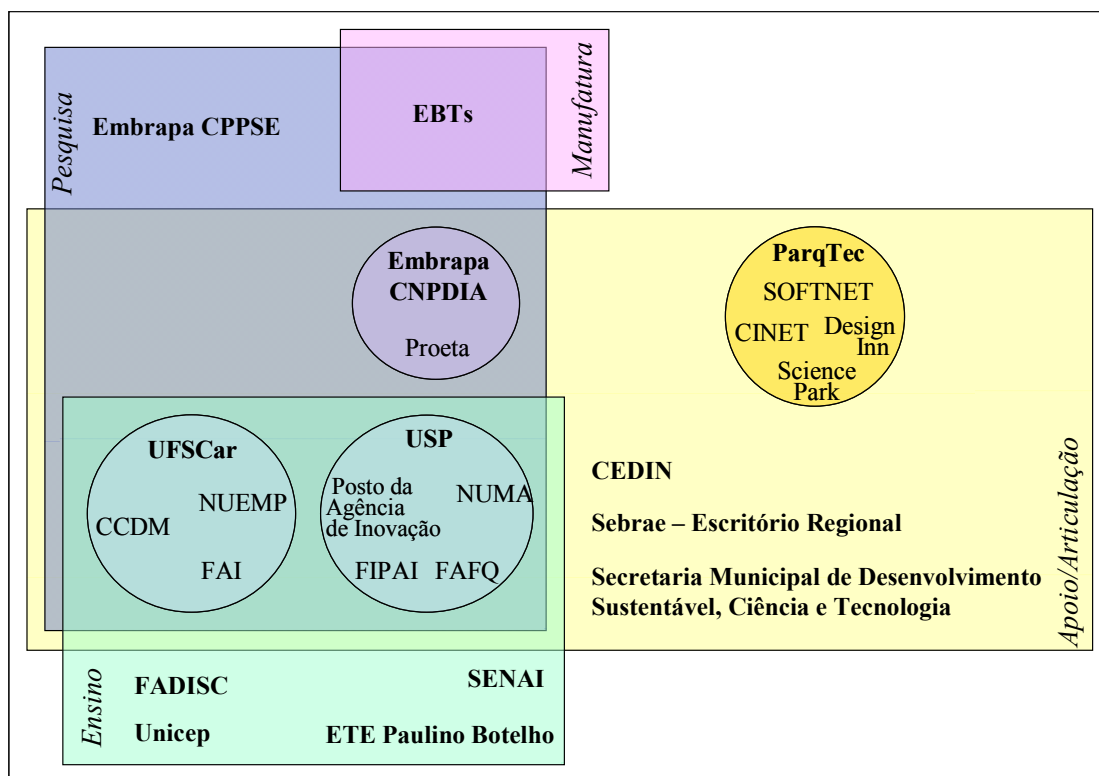 Pesquisa
Embrapa CPPSE
EBTs
Manufatura
Embrapa
CNPDIA
Proeta
ParqTec
SOFTNET
CINET
Design
Inn
Science
Park
UFSCar
NUEMP
CCDM
FAI
USP
Posto da
Agência
de Inovação
NUMA
FIPAI
FAFQ
CEDIN
Sebrae – Escritório Regional
Secretaria Municipal de Desenvolvimento
Sustentável, Ciência e Tecnologia
Apoio/Articulação
Ensino
FADISC
SENAI
Unicep
ETE Paulino Botelho